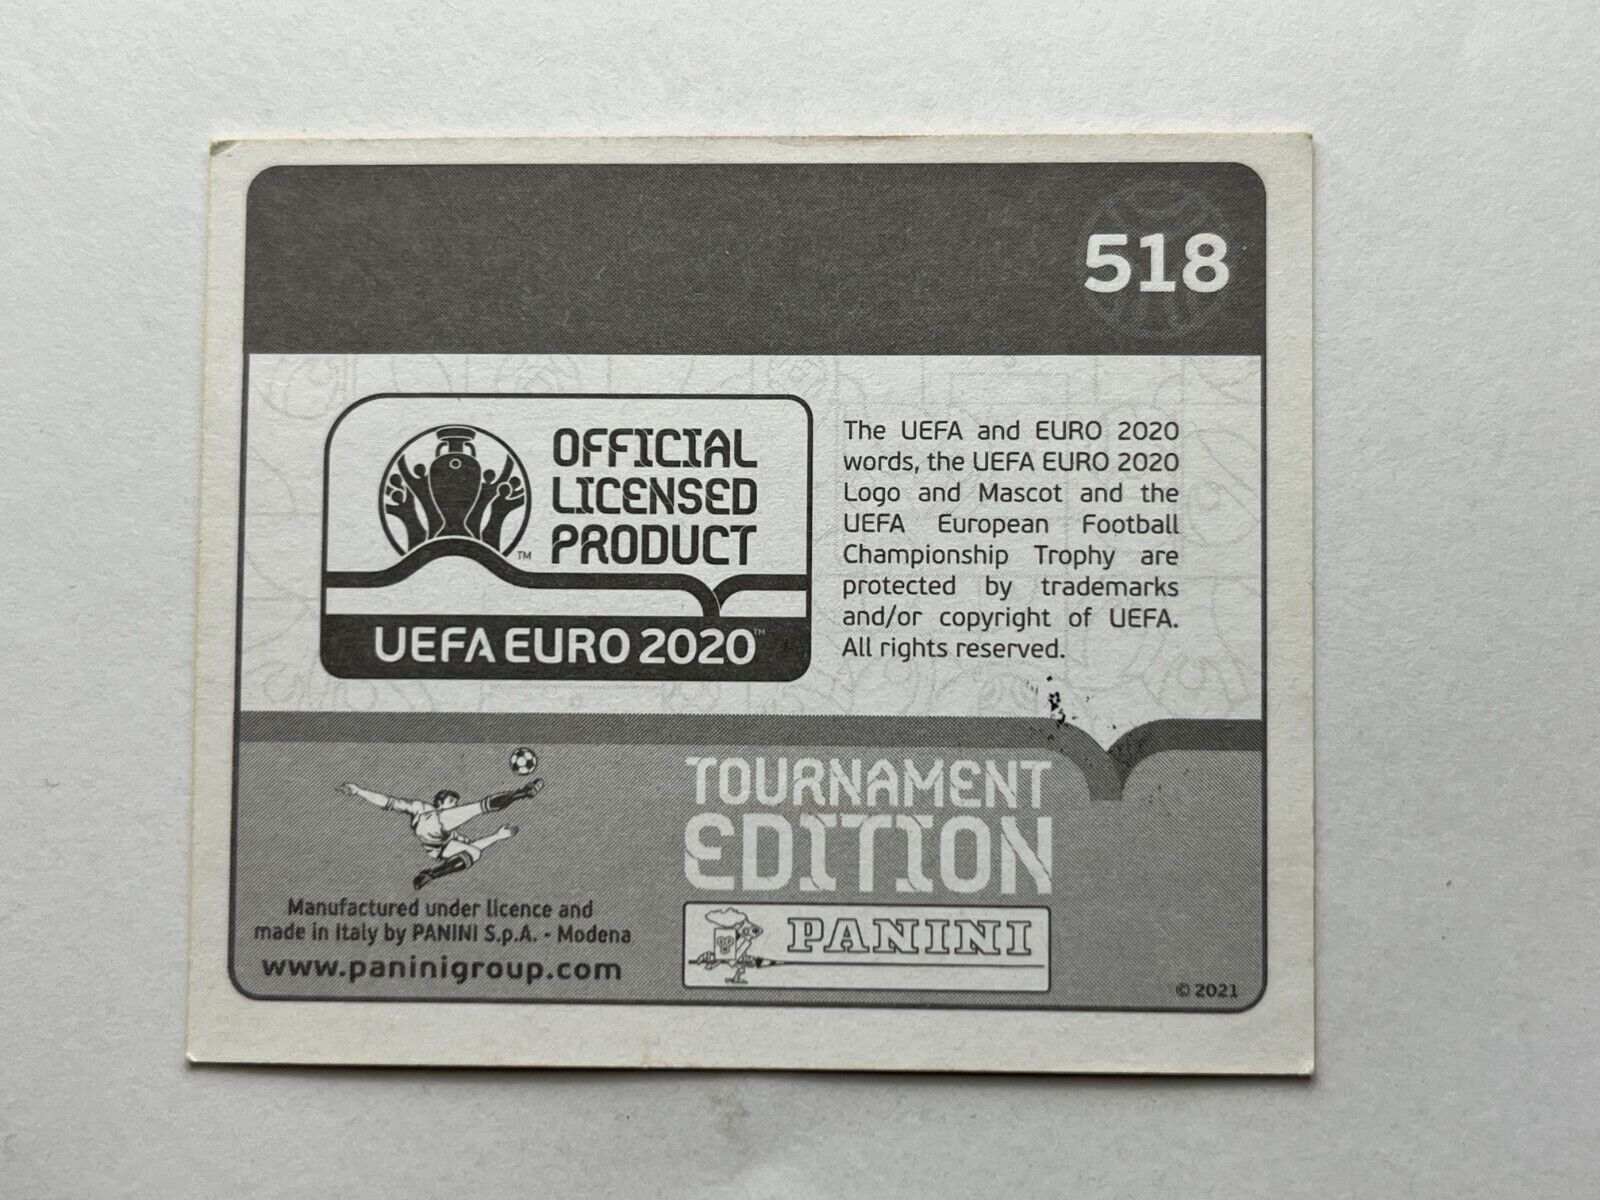 518
OFFICIAL
LICENSED
PRODUCT
TM
UEFA EURO 2020™
The UEFA and EURO 2020
words, the UEFA EURO 2020
Logo and Mascot and the
UEFA European Football
Championship Trophy are
protected by trademarks
and/or copyright of UEFA.
All rights reserved.
TOURNAMENT
EDITION
Manufactured under licence and
made in Italy by PANINI S.p.A. - Modena
www.paninigroup.com
PANINI
© 2021